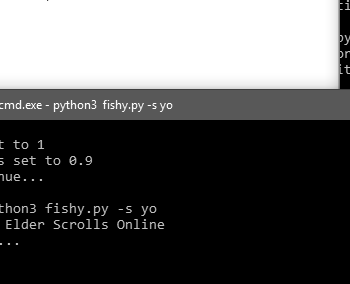 cmd.exe - python3 fishy.py -s yo
t to 1
s set to 0.9
nue...
thon3 fishy.py -s yo
Elder Scrolls Online
...
ti
py
pr
it